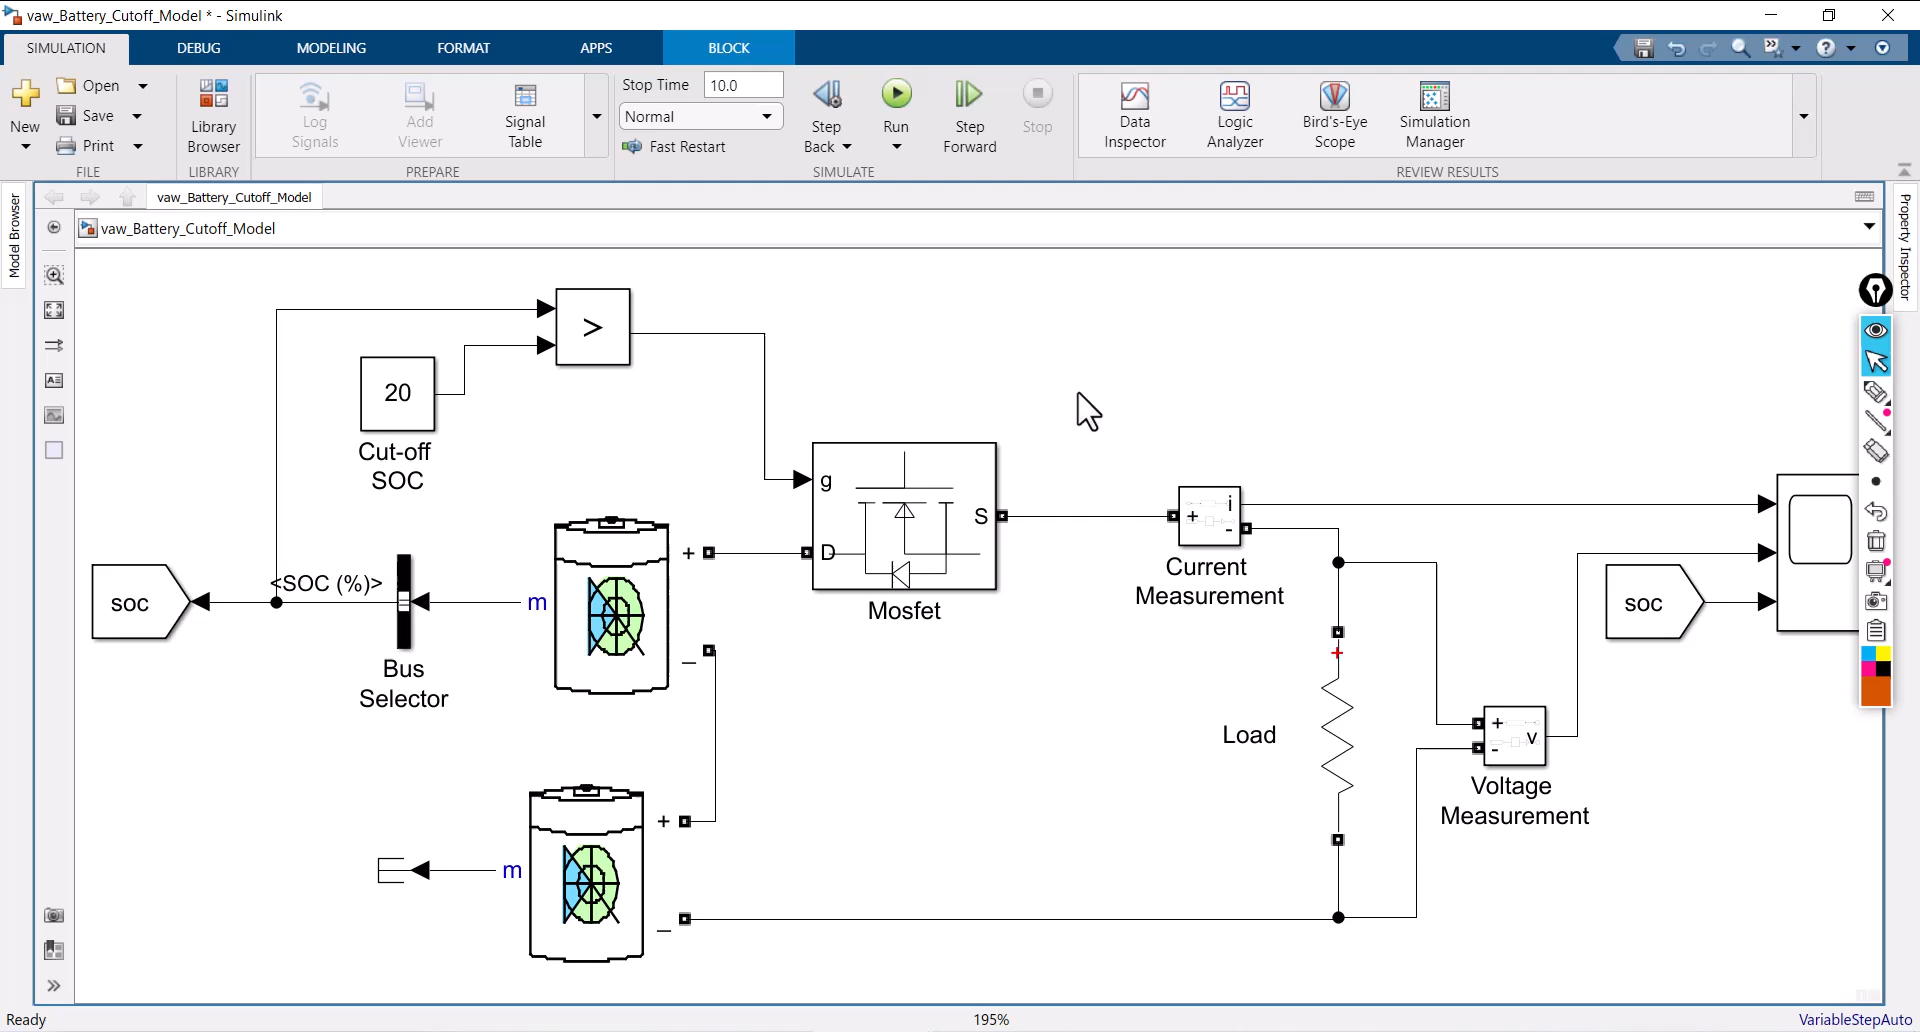 vaw_Battery_Cutoff_Model * - Simulink
SIMULATION DEBUG MODELING FORMAT APPS BLOCK
New
Open
Save
Print
FILE
Library
Browser
LIBRARY
Log
Signals
Add
Viewer
Signal
Table
PREPARE
Stop Time 10.0
Normal
Fast Restart
Step
Back
Run
Step
Forward
Stop
SIMULATE
Data
Inspector
Logic
Analyzer
Bird's-Eye
Scope
Simulation
Manager
REVIEW RESULTS
Model Browser
vaw_Battery_Cutoff_Model
vaw_Battery_Cutoff_Model
Property Inspector
>
20
Cut-off
SOC
g
S
D
Mosfet
+
i
-
Current
Measurement
soc
<SOC (%)>
Bus
Selector
m
+
_
soc
+
Load
+
-
v
Voltage
Measurement
m
+
_
Ready
195%
VariableStepAuto